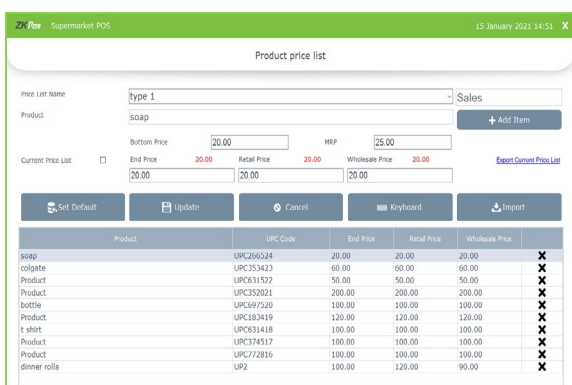 ZKPos Supermarket POS 15 January 2021 14:51 X
Product price list
Price List Name type 1 Sales
Product soap + Add Item
Bottom Price 20.00 MRP 25.00
Current Price List End Price 20.00 Retail Price 20.00 Wholesale Price 20.00 Export Current Price List
20.00 20.00 20.00
Set Default Update Cancel Keyboard Import
Product UPC Code End Price Retail Price Wholesale Price
soap UPC266524 20.00 20.00 20.00
colgate UPC353423 60.00 60.00 60.00
Product UPC631522 50.00 50.00 50.00
Product UPC352021 200.00 200.00 200.00
bottle UPC697520 100.00 100.00 100.00
Product UPC183419 120.00 120.00 120.00
t shirt UPC631418 100.00 100.00 100.00
Product UPC374517 100.00 100.00 100.00
Product UPC772816 100.00 100.00 100.00
dinner rolls UP2 100.00 120.00 90.00